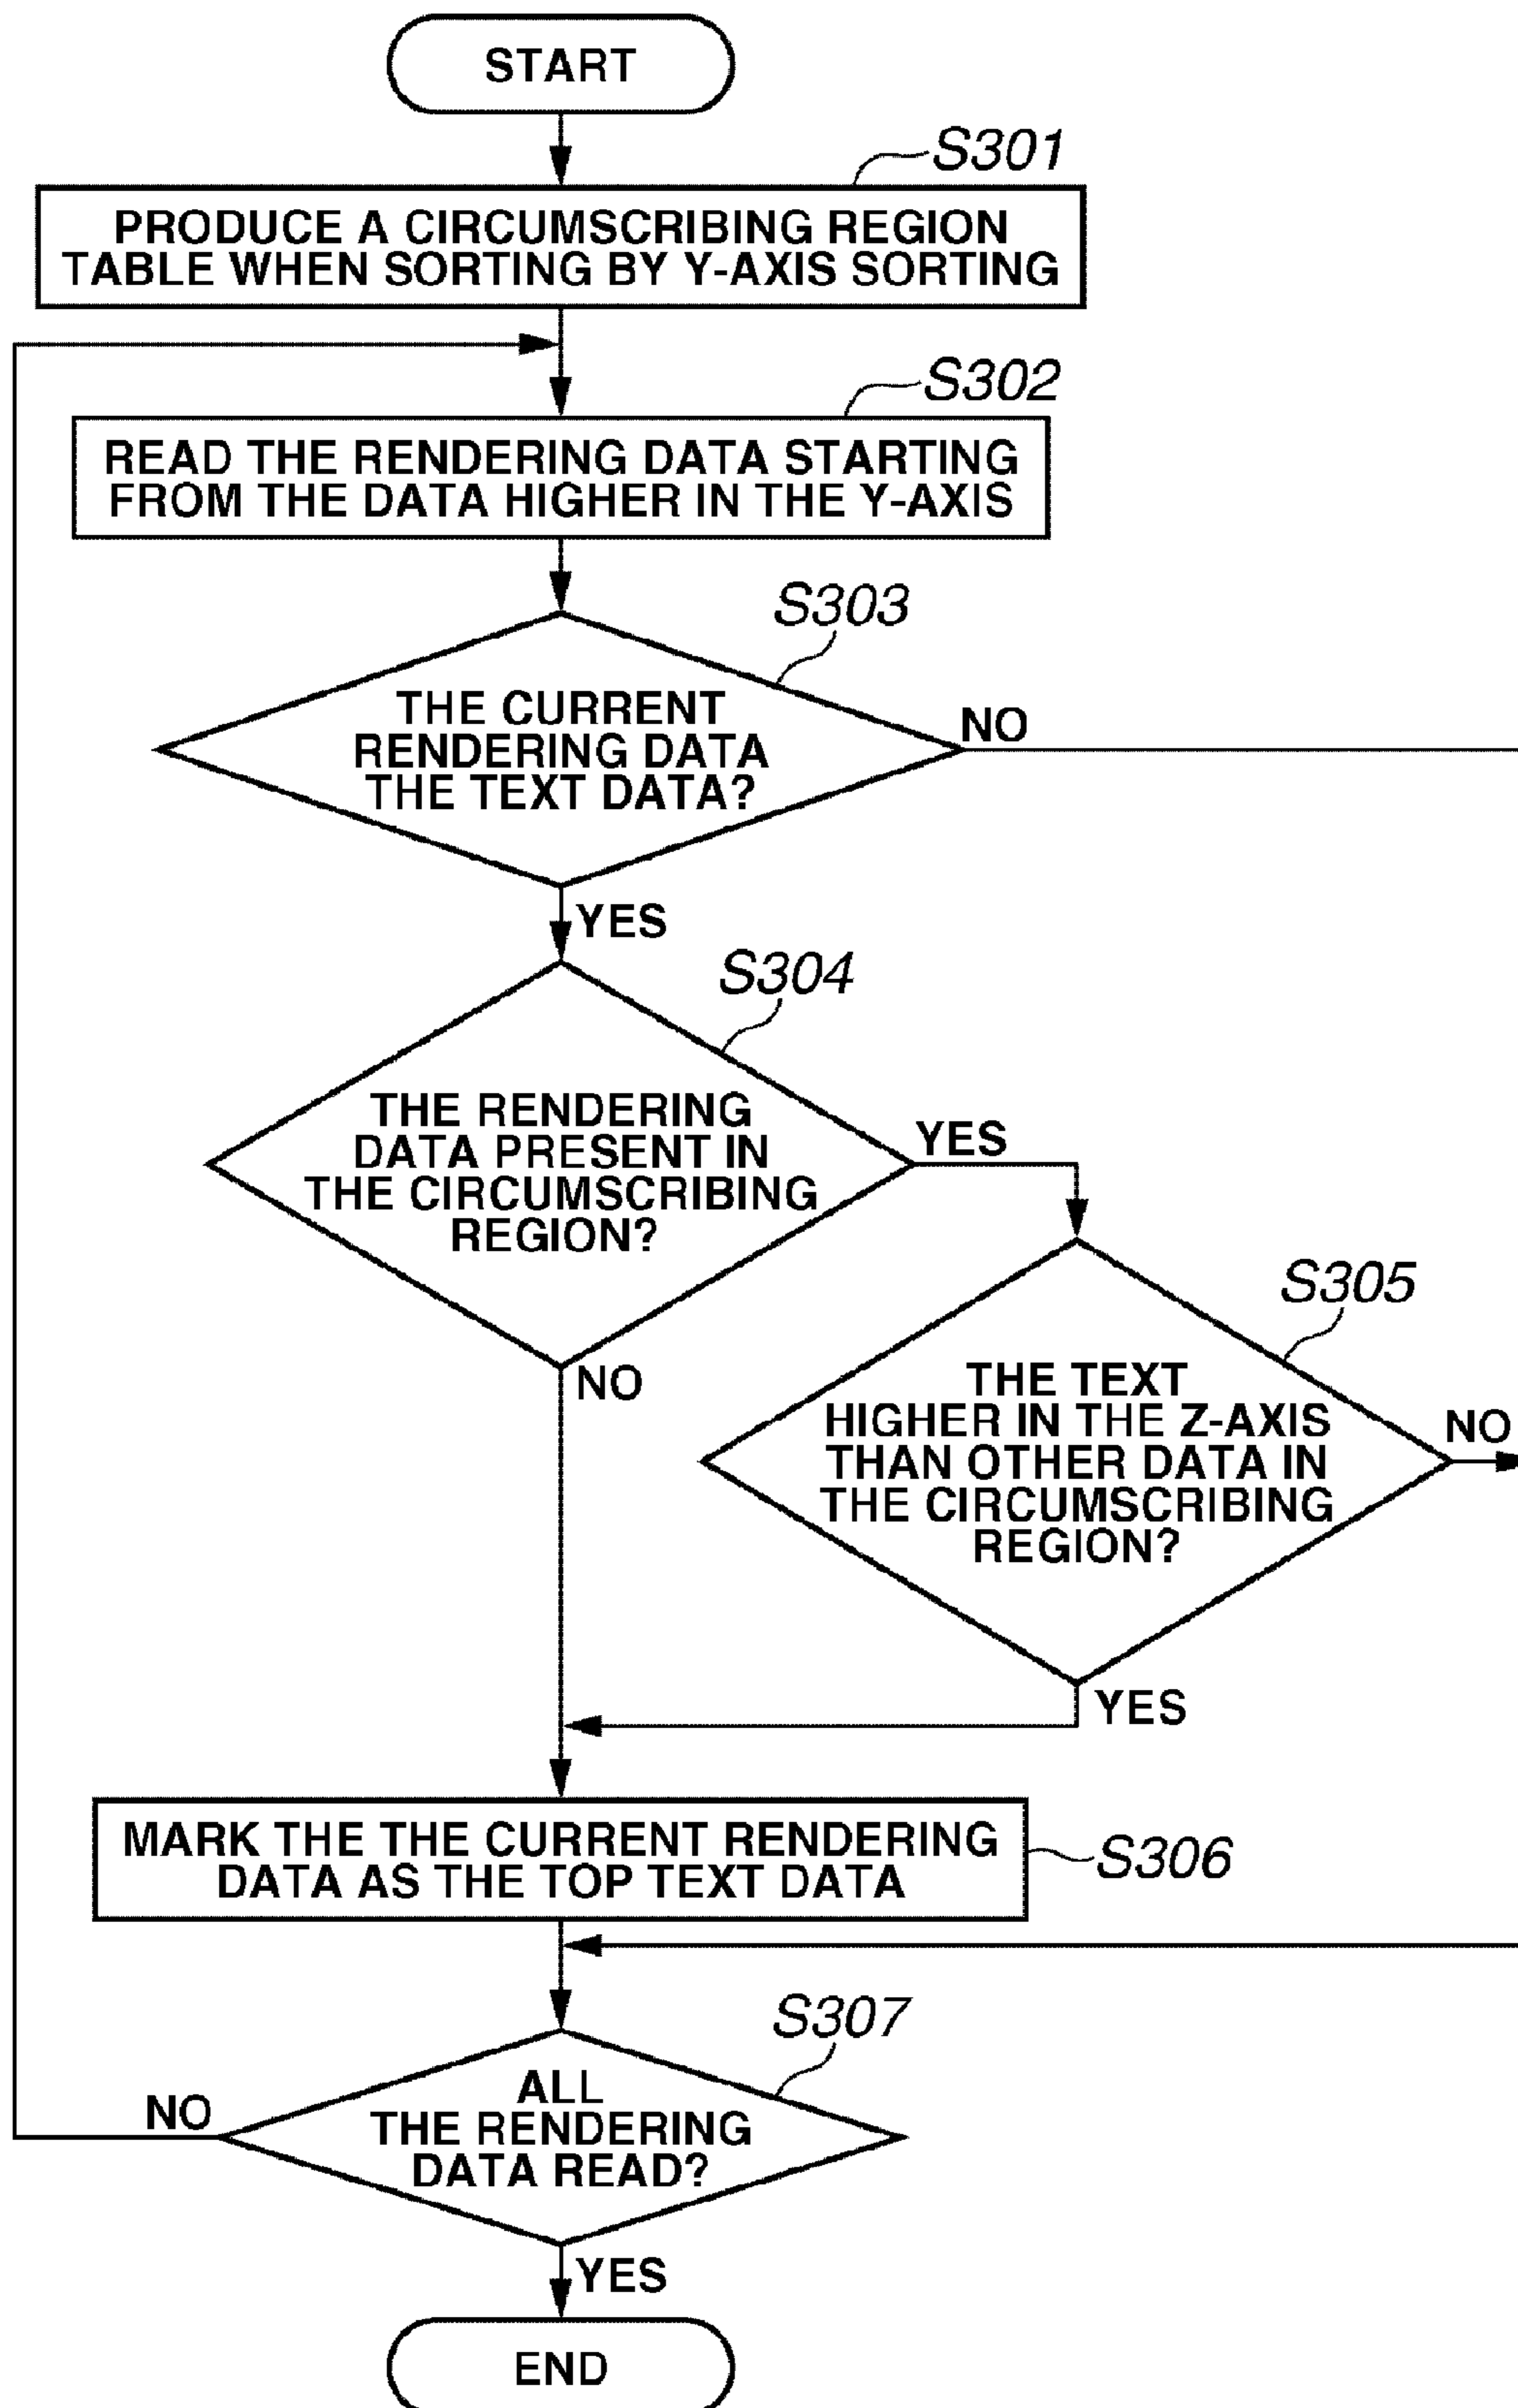 START
S301
PRODUCE A CIRCUMSCRIBING REGION
TABLE WHEN SORTING BY Y-AXIS SORTING
S302
READ THE RENDERING DATA STARTING
FROM THE DATA HIGHER IN THE Y-AXIS
S303
THE CURRENT
RENDERING DATA
THE TEXT DATA?
NO
YES
S304
THE RENDERING
DATA PRESENT IN
THE CIRCUMSCRIBING
REGION?
YES
NO
S305
THE TEXT
HIGHER IN THE Z-AXIS
THAN OTHER DATA IN
THE CIRCUMSCRIBING
REGION?
NO
YES
MARK THE THE CURRENT RENDERING
DATA AS THE TOP TEXT DATA
S306
S307
ALL
THE RENDERING
DATA READ?
NO
YES
END